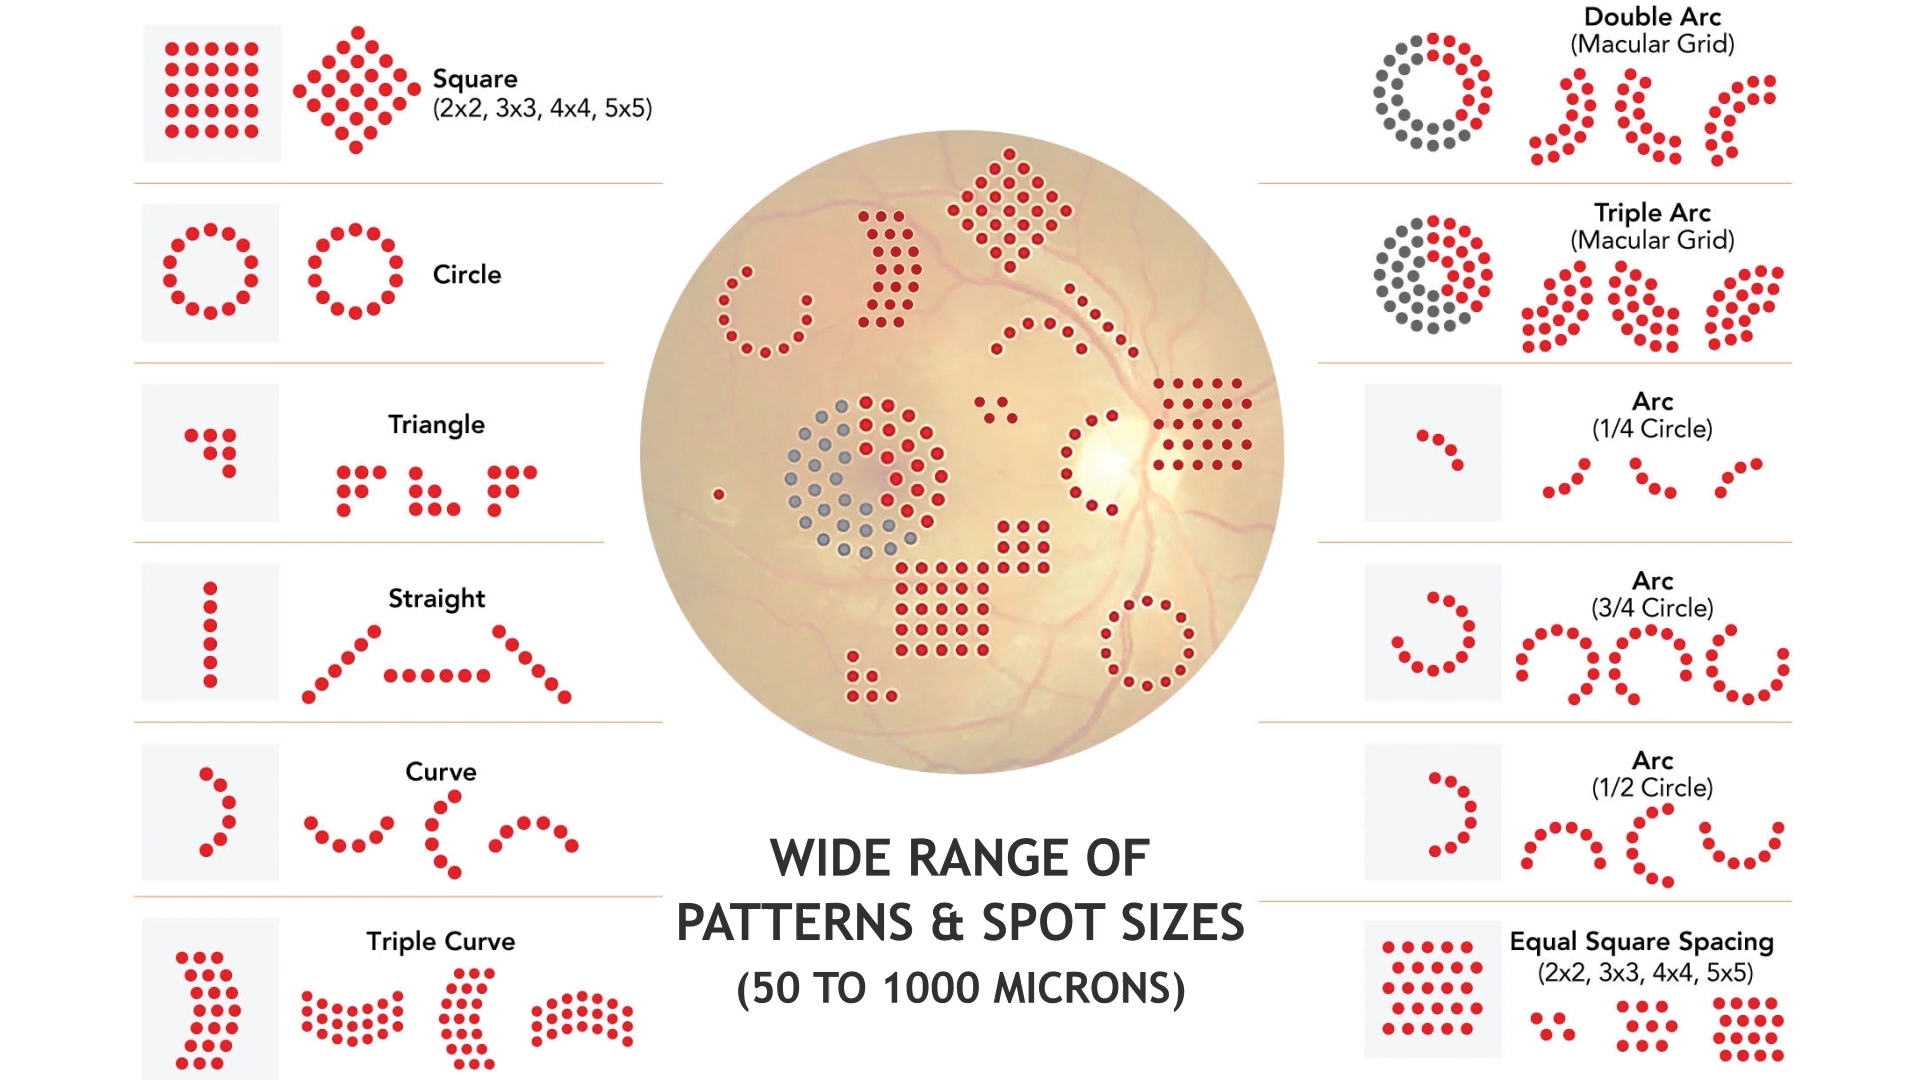 Square
(2x2, 3x3, 4x4, 5x5)
Circle
Triangle
Straight
Curve
Triple Curve
WIDE RANGE OF
PATTERNS & SPOT SIZES
(50 TO 1000 MICRONS)
Double Arc
(Macular Grid)
Triple Arc
(Macular Grid)
Arc
(1/4 Circle)
Arc
(3/4 Circle)
Arc
(1/2 Circle)
Equal Square Spacing
(2x2, 3x3, 4x4, 5x5)